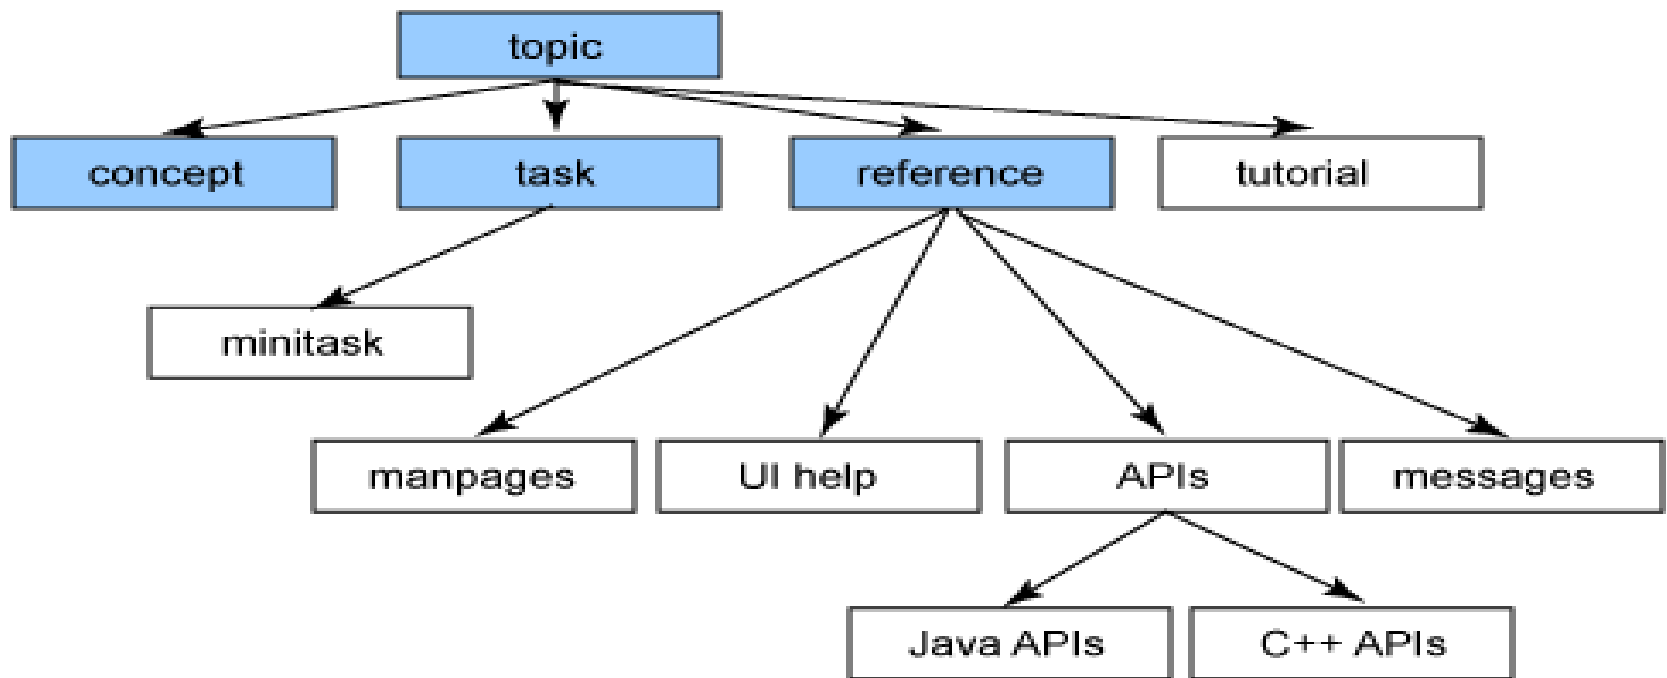 topic
concept
task
reference
tutorial
minitask
manpages
UI help
APIs
messages
Java APIs
C++ APIs